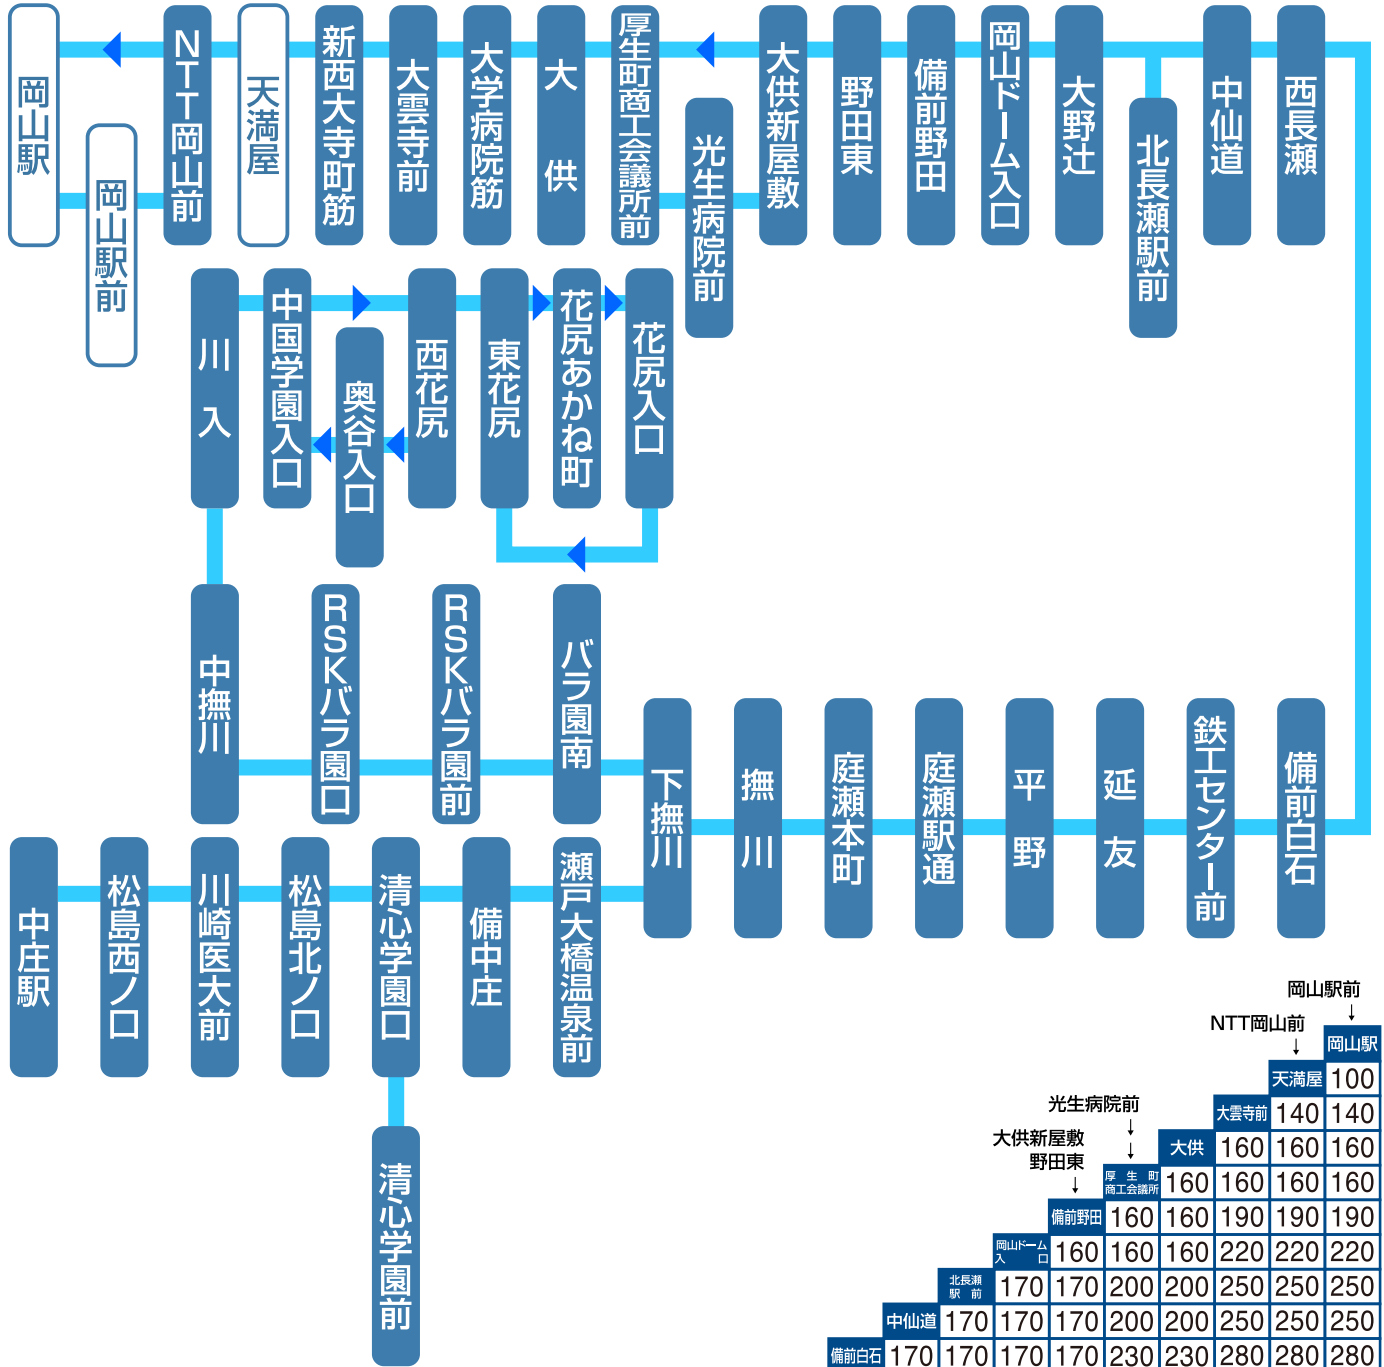 岡山駅
岡山駅前
NTT岡山前
天満屋
新西大寺町筋
大雲寺前
大学病院筋
大供
厚生町商工会議所前
光生病院前
大供新屋敷
野田東
備前野田
岡山ドーム入口
大野辻
北長瀬駅前
中仙道
西長瀬
川入
中国学園入口
奥谷入口
西花尻
東花尻
花尻あかね町
花尻入口
中撫川
RSKバラ園口
RSKバラ園前
バラ園南
下撫川
撫川
庭瀬本町
庭瀬駅通
平野
延友
鉄工センター前
備前白石
中庄駅
松島西ノ口
川崎医大前
松島北ノ口
清心学園口
備中庄
瀬戸大橋温泉前
清心学園前
岡山駅前
↓
NTT岡山前
↓
岡山駅
天満屋 100
光生病院前
↓
大雲寺前 140 140
大供新屋敷
野田東
↓
↓
大供 160 160 160
厚生町
商工会議所 160 160 160 160
備前野田 160 160 190 190 190
岡山ドーム
入口 160 160 160 220 220 220
北長瀬
駅前 170 170 200 200 250 250 250
中仙道 170 170 170 200 200 250 250 250
備前白石 170 170 170 170 230 230 280 280 280